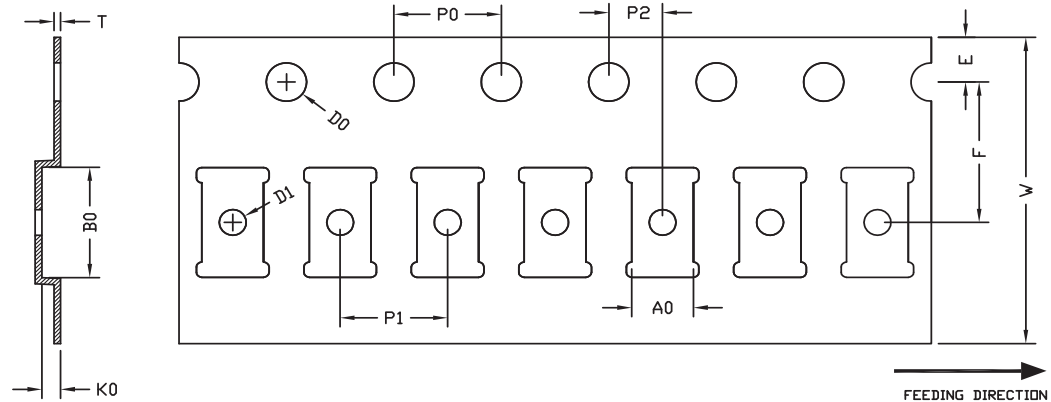 T
P0
P2
E
D0
F
D1
B0
W
A0
P1
K0
FEEDING DIRECTION